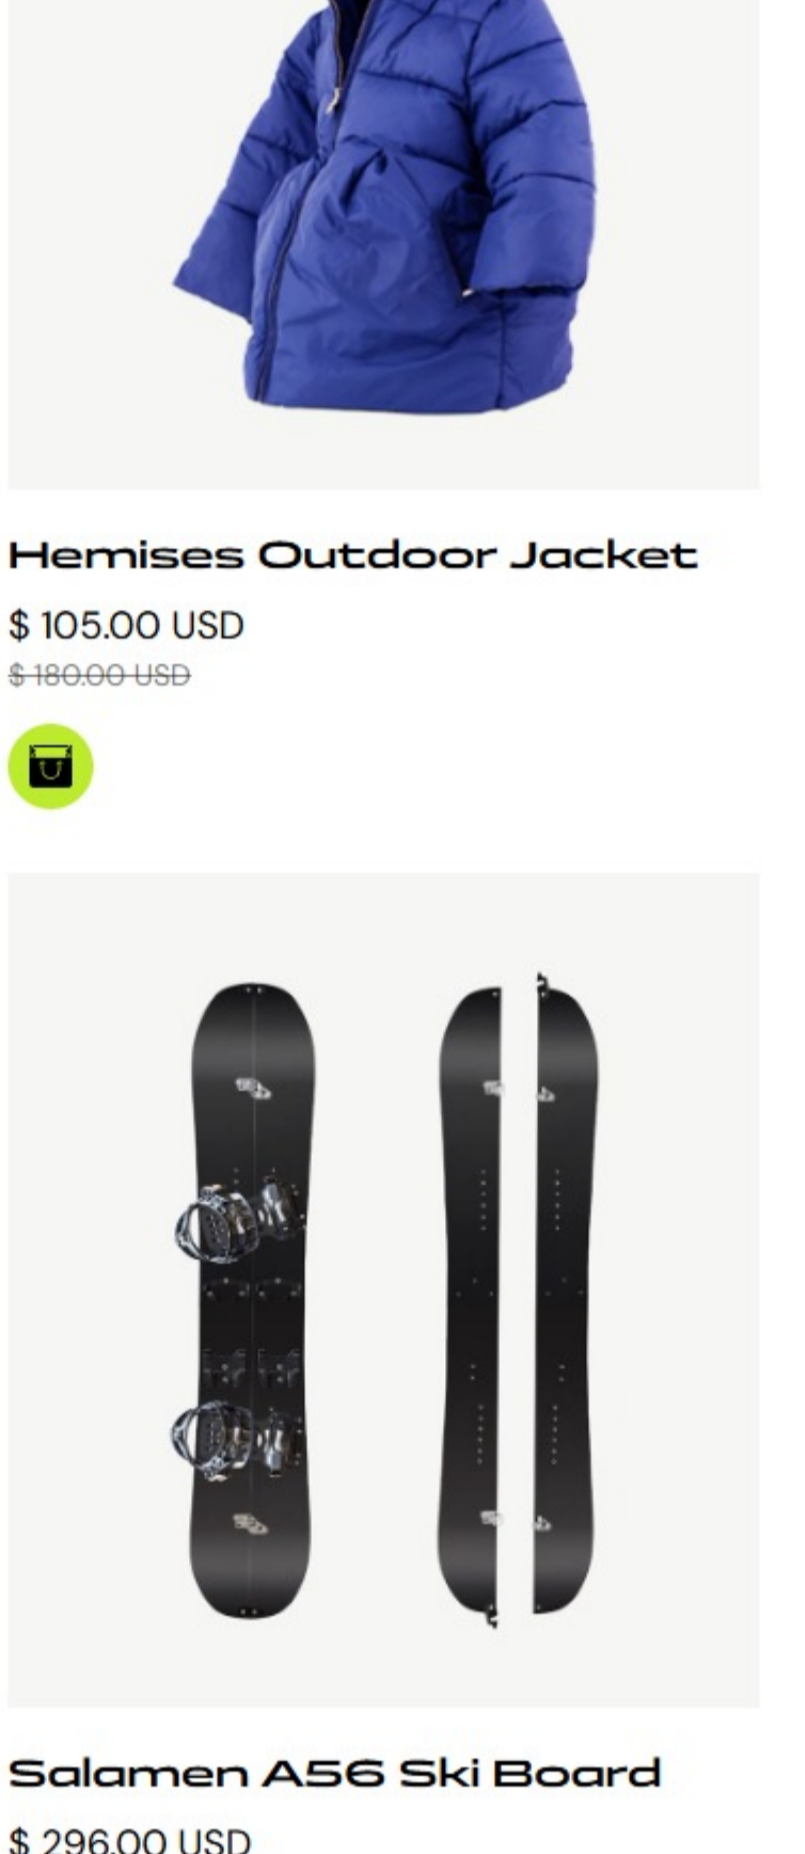 Hemises Outdoor Jacket
$ 105.00 USD
$ 180.00 USD
Salamen A56 Ski Board
$ 296.00 USD